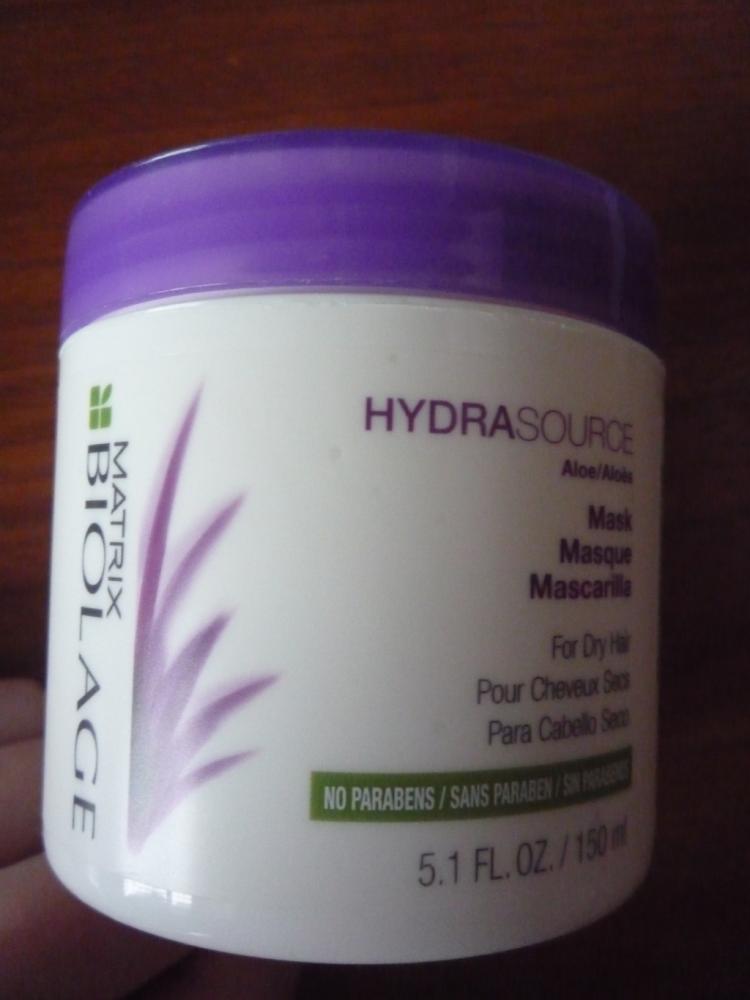 MATRIX
BIOLAGE
HYDRASOURCE
Aloe/Aloès
Mask
Masque
Mascarilla
For Dry Hair
Pour Cheveux Secs
Para Cabello Seco
NO PARABENS / SANS PARABEN / SIN PARABENOS
5.1 FL. OZ. / 150 ml